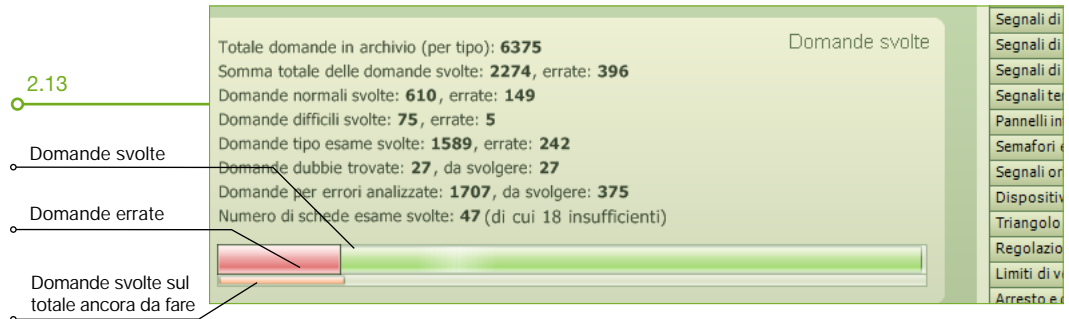 2.13
Domande svolte
Domande errate
Domande svolte sul
totale ancora da fare
Domande svolte
Totale domande in archivio (per tipo): 6375
Somma totale delle domande svolte: 2274, errate: 396
Domande normali svolte: 610, errate: 149
Domande difficili svolte: 75, errate: 5
Domande tipo esame svolte: 1589, errate: 242
Domande dubbie trovate: 27, da svolgere: 27
Domande per errori analizzate: 1707, da svolgere: 375
Numero di schede esame svolte: 47 (di cui 18 insufficienti)
Segnali di
Segnali di
Segnali di
Segnali te
Pannelli in
Semafori e
Segnali or
Dispositiv
Triangolo
Regolazio
Limiti di v
Arresto e